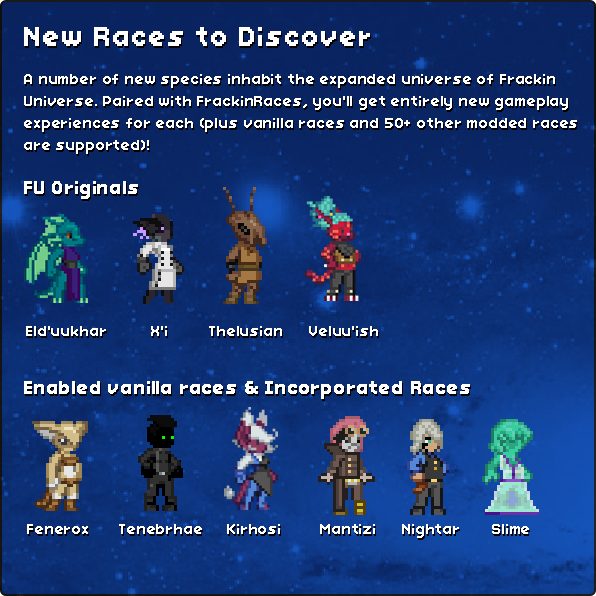 New Races to Discover
A number of new species inhabit the expanded universe of Frackin
Universe. Paired with FrackinRaces, you'll get entirely new gameplay
experiences for each (plus vanilla races and 50+ other modded races
are supported)!
FU Originals
Eld'uukhar X'i Thelusian Veluu'ish
Enabled vanilla races & Incorporated Races
Fenerox Tenebrhae Kirhosi Mantizi Nightar Slime